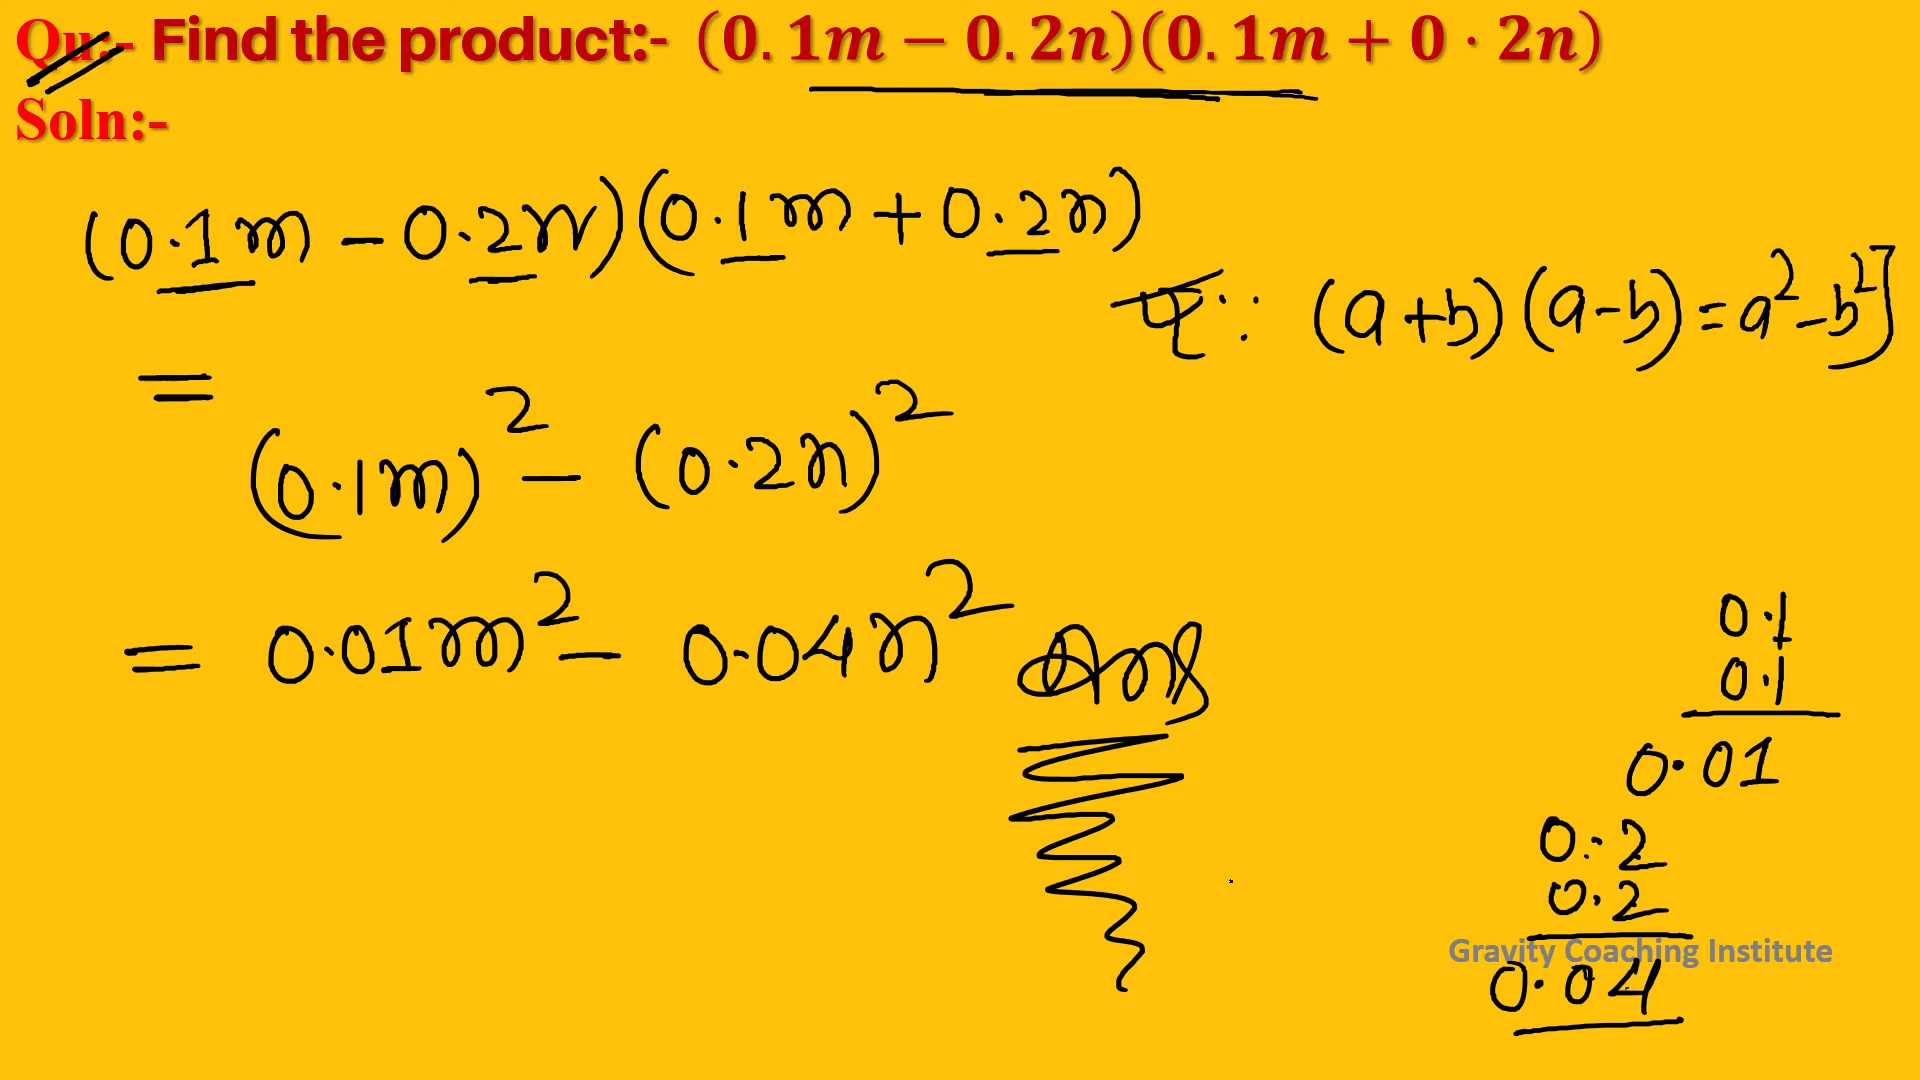 Qu:- Find the product:- (0.1m − 0.2n)(0.1m + 0·2n)
Soln:-
(0.1m - 0.2n)(0.1m + 0.2n)
[∵ (a+b)(a-b) = a² - b²]
=
(0.1m)² - (0.2n)²
= 0.01m² - 0.04n² Ans
0.1
0.1
0.01
0.2
0.2
Gravity Coaching Institute
0.04